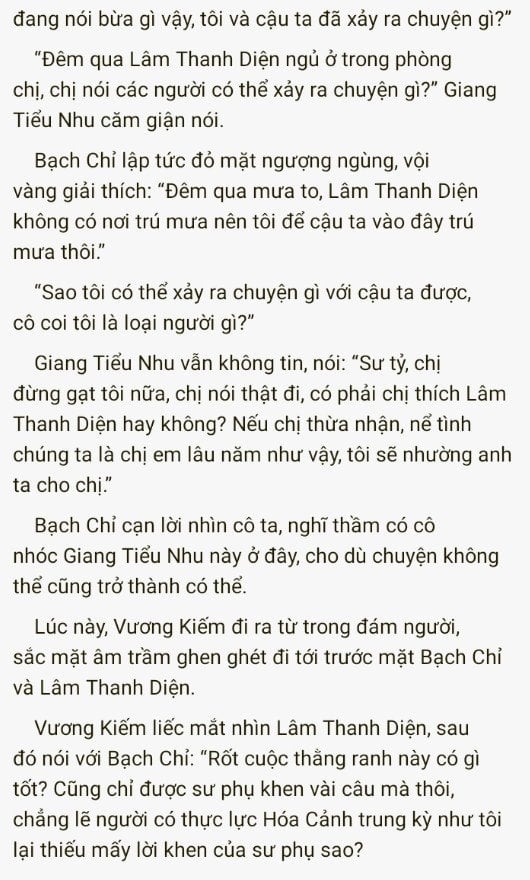 đang nói bừa gì vậy, tôi và cậu ta đã xảy ra chuyện gì?”
“Đêm qua Lâm Thanh Diện ngủ ở trong phòng
chị, chị nói các người có thể xảy ra chuyện gì?” Giang
Tiểu Nhu căm giận nói.
Bạch Chỉ lập tức đỏ mặt ngượng ngùng, vội
vàng giải thích: “Đêm qua mưa to, Lâm Thanh Diện
không có nơi trú mưa nên tôi để cậu ta vào đây trú
mưa thôi.”
“Sao tôi có thể xảy ra chuyện gì với cậu ta được,
cô coi tôi là loại người gì?”
Giang Tiểu Nhu vẫn không tin, nói: “Sư tỷ, chị
đừng gạt tôi nữa, chị nói thật đi, có phải chị thích Lâm
Thanh Diện hay không? Nếu chị thừa nhận, nể tình
chúng ta là chị em lâu năm như vậy, tôi sẽ nhường anh
ta cho chị.”
Bạch Chỉ cạn lời nhìn cô ta, nghĩ thầm có cô
nhóc Giang Tiểu Nhu này ở đây, cho dù chuyện không
thể cũng trở thành có thể.
Lúc này, Vương Kiếm đi ra từ trong đám người,
sắc mặt âm trầm ghen ghét đi tới trước mặt Bạch Chỉ
và Lâm Thanh Diện.
Vương Kiếm liếc mắt nhìn Lâm Thanh Diện, sau
đó nói với Bạch Chỉ: “Rốt cuộc thằng ranh này có gì
tốt? Cũng chỉ được sư phụ khen vài câu mà thôi,
chẳng lẽ người có thực lực Hóa Cảnh trung kỳ như tôi
lại thiếu mấy lời khen của sư phụ sao?